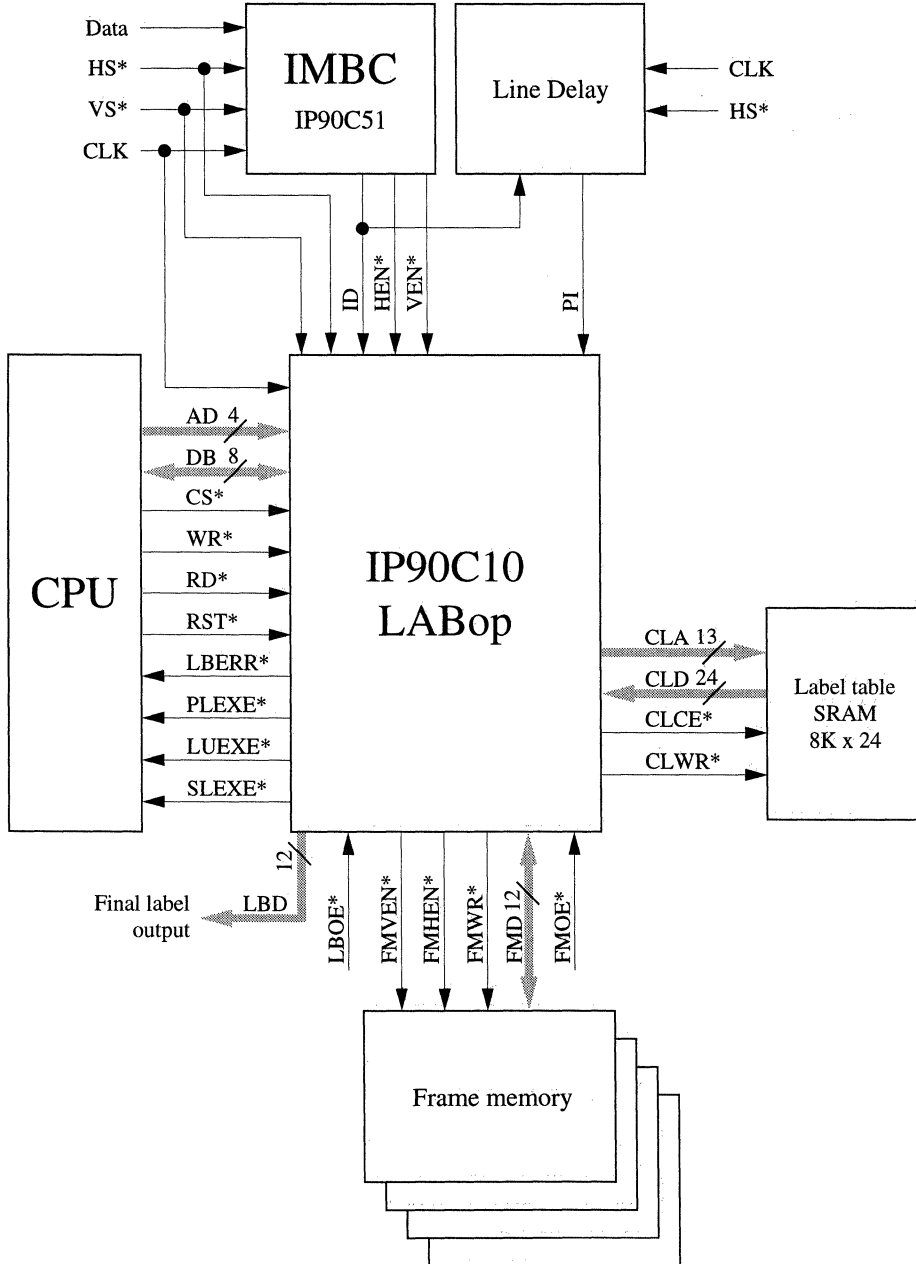 Data
HS*
VS*
CLK
IMBC
IP90C51
Line Delay
CLK
HS*
ID
HEN*
VEN*
PI
CPU
AD 4
DB 8
CS*
WR*
RD*
RST*
LBERR*
PLEXE*
LUEXE*
SLEXE*
IP90C10
LABop
CLA 13
CLD 24
CLCE*
CLWR*
Label table
SRAM
8K x 24
12
LBD
Final label
output
LBOE*
FMVEN*
FMHEN*
FMWR*
FMD 12
FMOE*
Frame memory